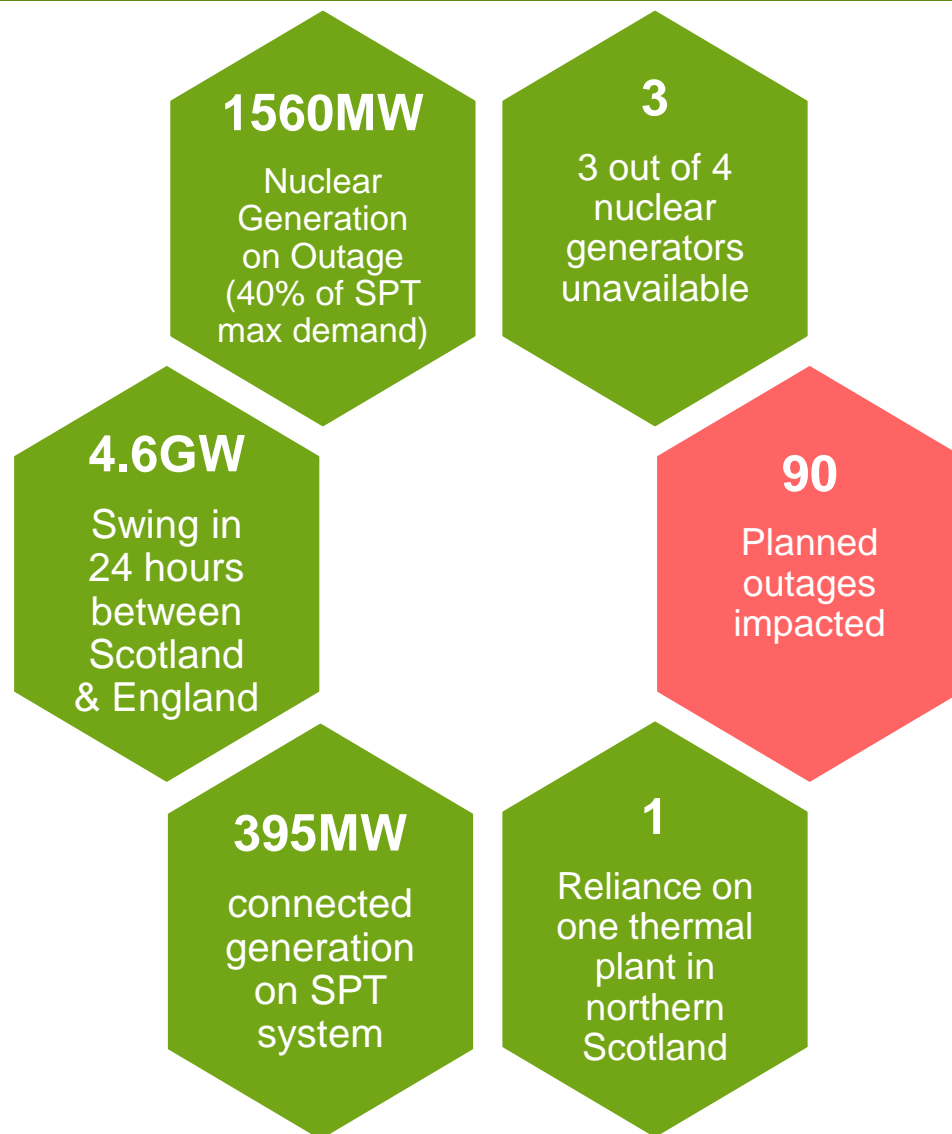 1560MW
Nuclear
Generation
on Outage
(40% of SPT
max demand)
3
3 out of 4
nuclear
generators
unavailable
4.6GW
Swing in
24 hours
between
Scotland
& England
90
Planned
outages
impacted
395MW
connected
generation
on SPT
system
1
Reliance on
one thermal
plant in
northern
Scotland